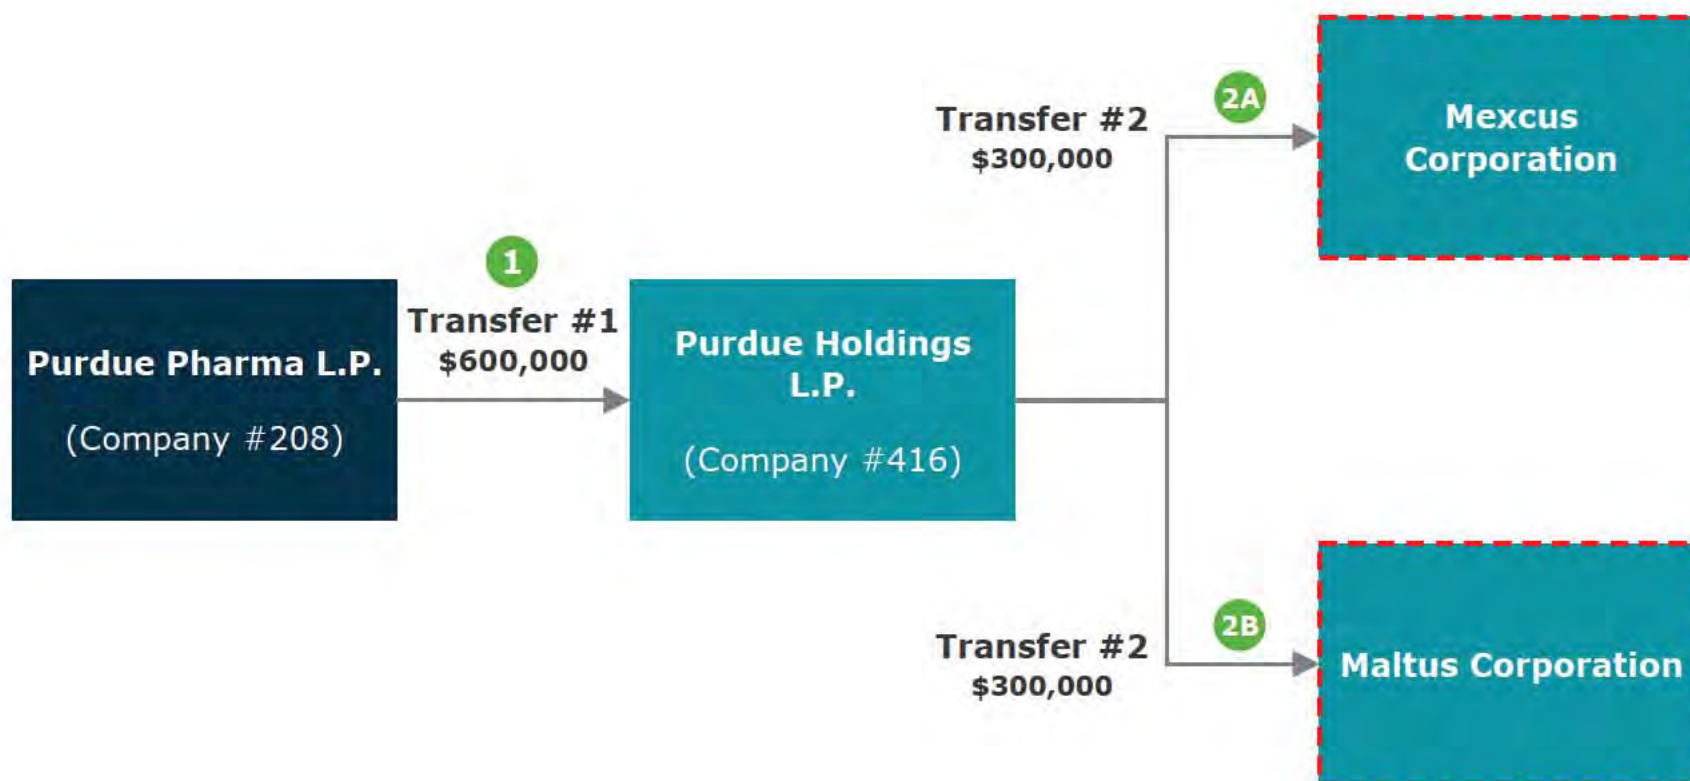 Purdue Pharma L.P.
(Company #208)
1
Transfer #1
$600,000
Purdue Holdings
L.P.
(Company #416)
Transfer #2
$300,000
2A
Mexcus
Corporation
Transfer #2
$300,000
2B
Maltus Corporation